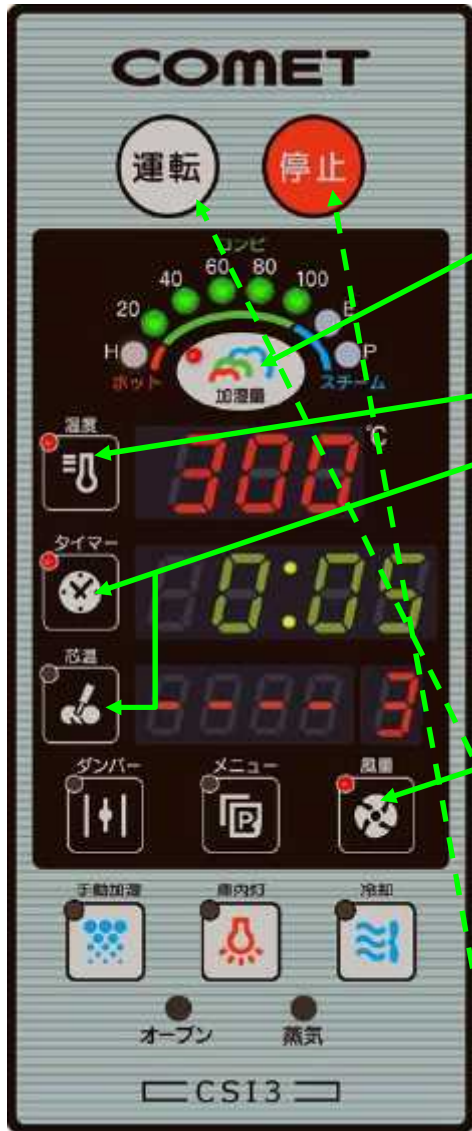 COMET
運転 停止
コンビ
20 40 60 80 100
H E P
ホット スチーム
加湿量
温度
300 ℃
タイマー
0:05
芯温
---- 3
ダンパー メニュー 風量
P
手動加湿 庫内灯 冷却
オーブン 蒸気
CSI3